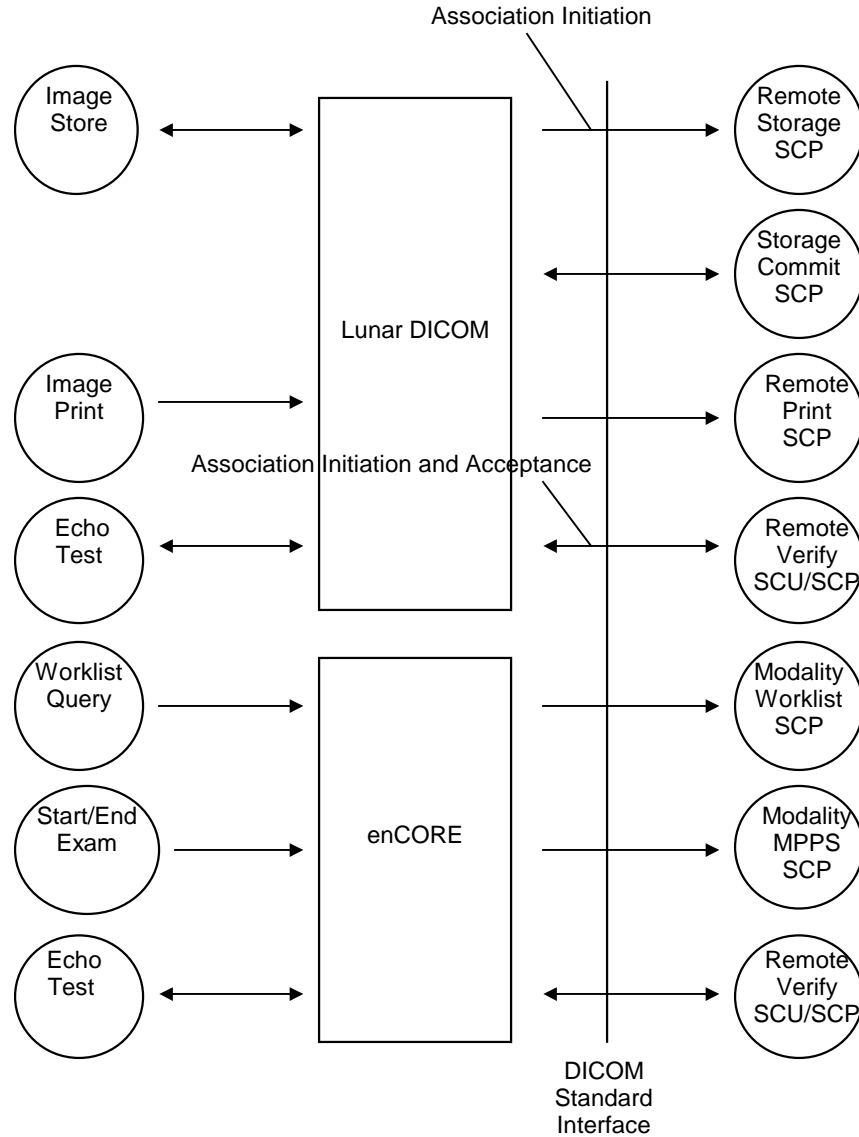 Association Initiation
Image
Store
Remote
Storage
SCP
Storage
Commit
SCP
Lunar DICOM
Image
Print
Remote
Print
SCP
Association Initiation and Acceptance
Echo
Test
Remote
Verify
SCU/SCP
Worklist
Query
Modality
Worklist
SCP
Start/End
Exam
enCORE
Modality
MPPS
SCP
Echo
Test
Remote
Verify
SCU/SCP
DICOM
Standard
Interface